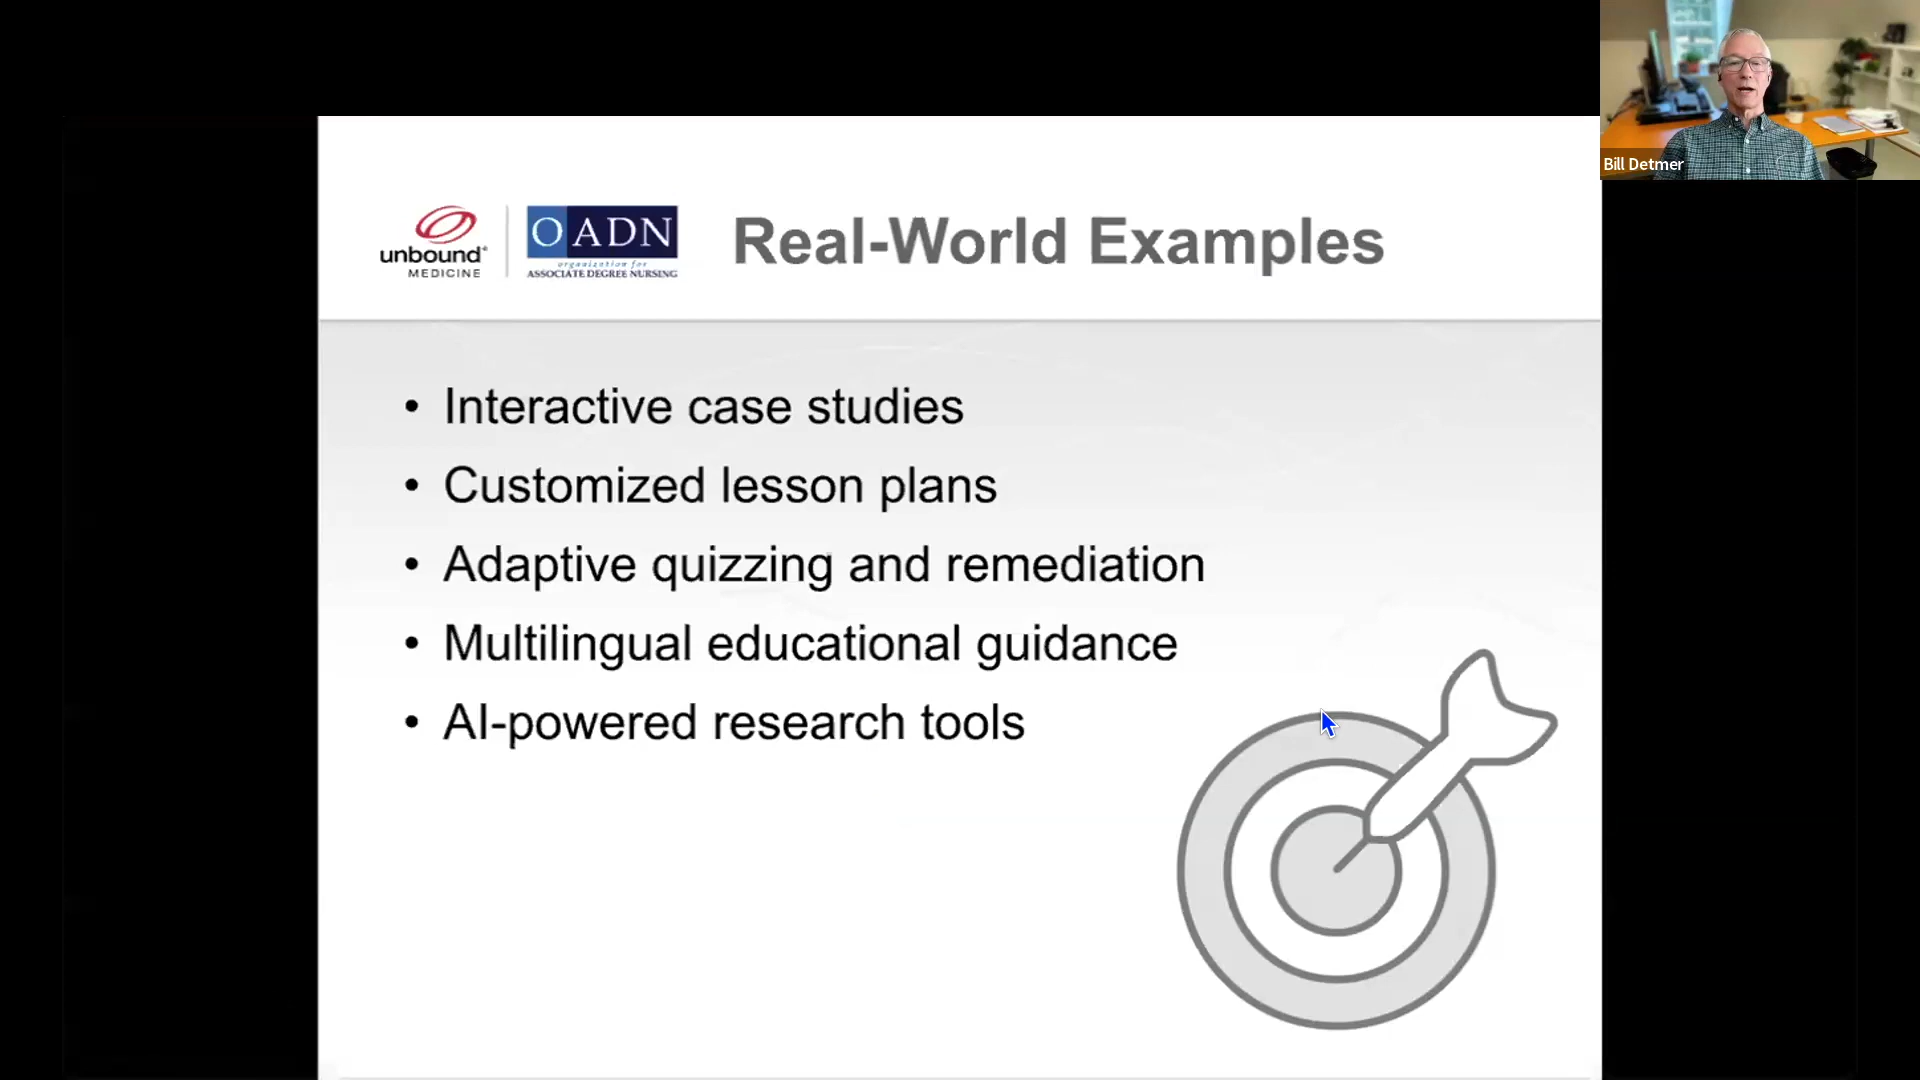 Bill Detmer
unbound®
MEDICINE
OADN
organization for
ASSOCIATE DEGREE NURSING
Real-World Examples
• Interactive case studies
• Customized lesson plans
• Adaptive quizzing and remediation
• Multilingual educational guidance
• AI-powered research tools